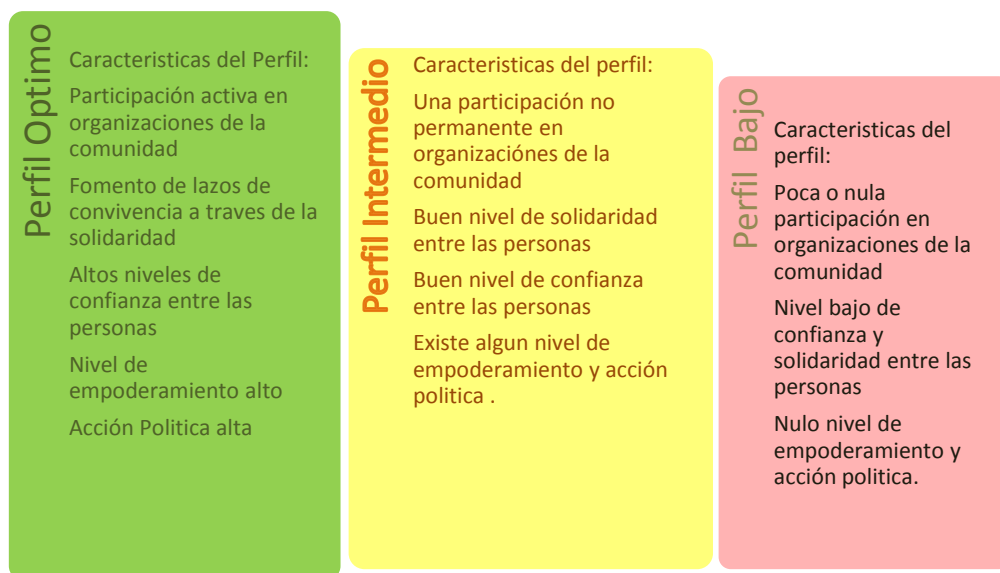 Perfil Optimo
Caracteristicas del Perfil:
Participación activa en
organizaciones de la
comunidad
Fomento de lazos de
convivencia a traves de la
solidaridad
Altos niveles de
confianza entre las
personas
Nivel de
empoderamiento alto
Acción Politica alta
Perfil Intermedio
Caracteristicas del perfil:
Una participación no
permanente en
organizaciónes de la
comunidad
Buen nivel de solidaridad
entre las personas
Buen nivel de confianza
entre las personas
Existe algun nivel de
empoderamiento y acción
politica .
Perfil Bajo
Caracteristicas del
perfil:
Poca o nula
participación en
organizaciones de la
comunidad
Nivel bajo de
confianza y
solidaridad entre las
personas
Nulo nivel de
empoderamiento y
acción politica.